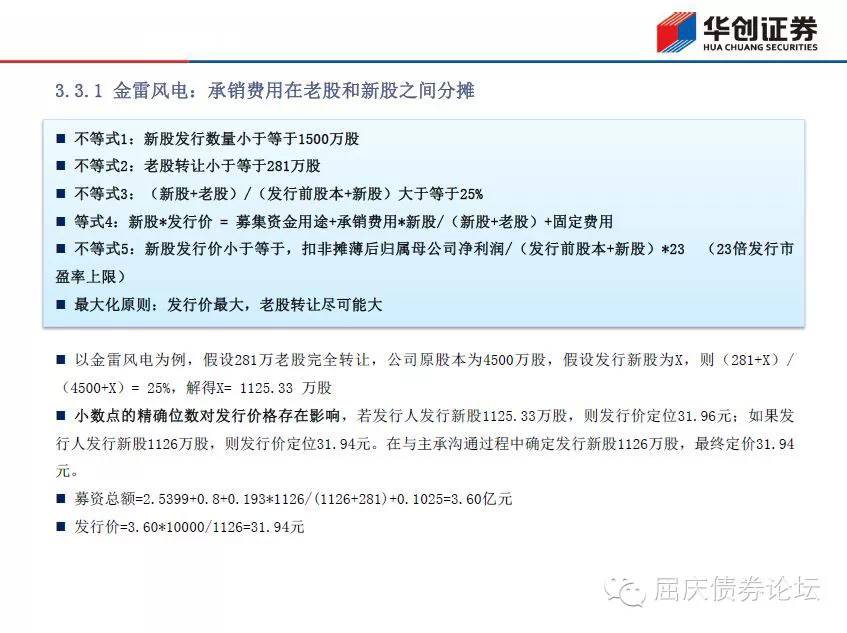 华创证券
HUA CHUANG SECURITIES
3.3.1 金雷风电：承销费用在老股和新股之间分摊
■ 不等式1：新股发行数量小于等于1500万股
■ 不等式2：老股转让小于等于281万股
■ 不等式3：（新股+老股）/（发行前股本+新股）大于等于25%
■ 等式4：新股*发行价 = 募集资金用途+承销费用*新股/（新股+老股）+固定费用
■ 不等式5：新股发行价小于等于，扣非摊薄后归属母公司净利润/（发行前股本+新股）*23 （23倍发行市
盈率上限）
■ 最大化原则：发行价最大，老股转让尽可能大
■ 以金雷风电为例，假设281万老股完全转让，公司原股本为4500万股，假设发行新股为X，则（281+X）/
（4500+X）= 25%，解得X= 1125.33 万股
■ 小数点的精确位数对发行价格存在影响，若发行人发行新股1125.33万股，则发行价定位31.96元；如果发
行人发行新股1126万股，则发行价定位31.94元。在与主承沟通过程中确定发行新股1126万股，最终定价31.94
元。
■ 募资总额=2.5399+0.8+0.193*1126/(1126+281)+0.1025=3.60亿元
■ 发行价=3.60*10000/1126=31.94元
屈庆债券论坛